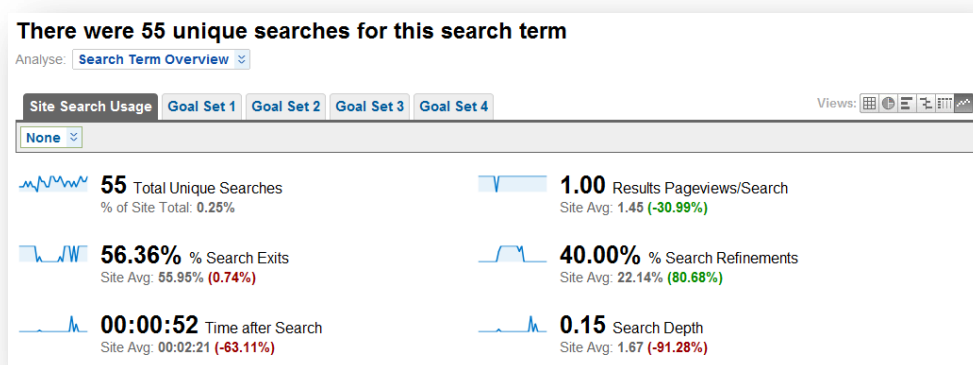 There were 55 unique searches for this search term
Analyse: Search Term Overview
Site Search Usage Goal Set 1 Goal Set 2 Goal Set 3 Goal Set 4 Views:
None
55 Total Unique Searches
% of Site Total: 0.25%
1.00 Results Pageviews/Search
Site Avg: 1.45 (-30.99%)
56.36% % Search Exits
Site Avg: 55.95% (0.74%)
40.00% % Search Refinements
Site Avg: 22.14% (80.68%)
00:00:52 Time after Search
Site Avg: 00:02:21 (-63.11%)
0.15 Search Depth
Site Avg: 1.67 (-91.28%)